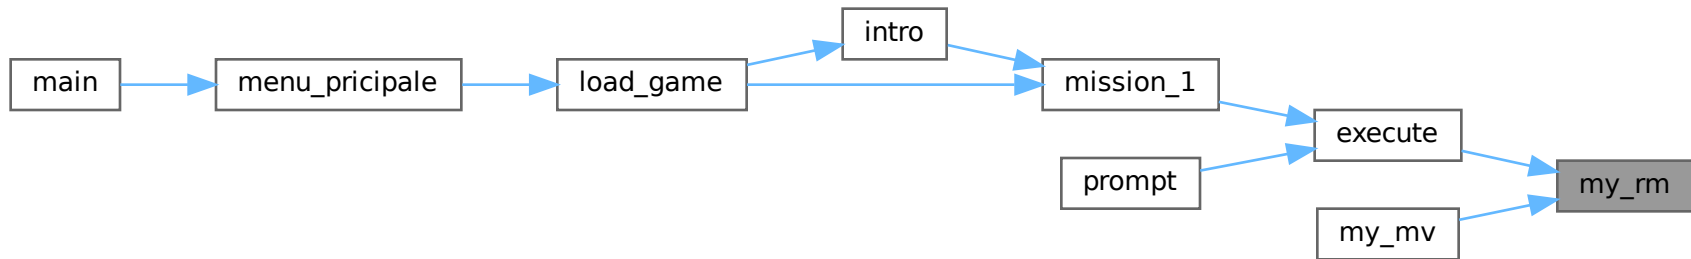 intro
main
menu_pricipale
load_game
mission_1
execute
prompt
my_rm
my_mv